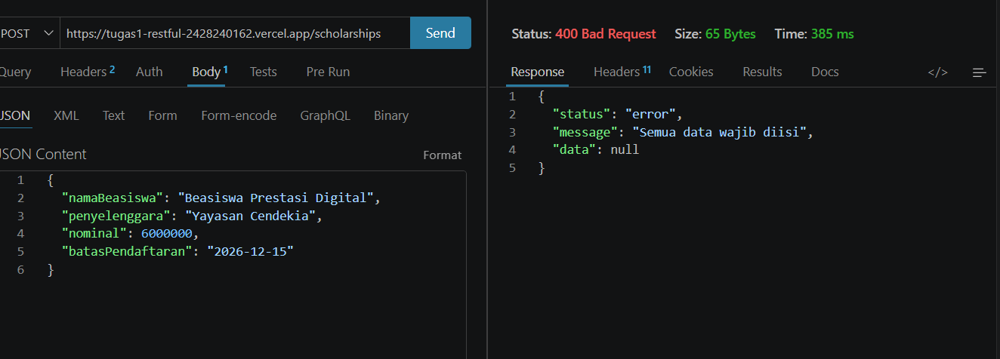 POST https://tugas1-restful-2428240162.vercel.app/scholarships Send
Query Headers 2 Auth Body 1 Tests Pre Run
JSON XML Text Form Form-encode GraphQL Binary
JSON Content Format
1 {
2 "namaBeasiswa": "Beasiswa Prestasi Digital",
3 "penyelenggara": "Yayasan Cendekia",
4 "nominal": 6000000,
5 "batasPendaftaran": "2026-12-15"
6 }
Status: 400 Bad Request Size: 65 Bytes Time: 385 ms
Response Headers 11 Cookies Results Docs </>
1 {
2 "status": "error",
3 "message": "Semua data wajib diisi",
4 "data": null
5 }